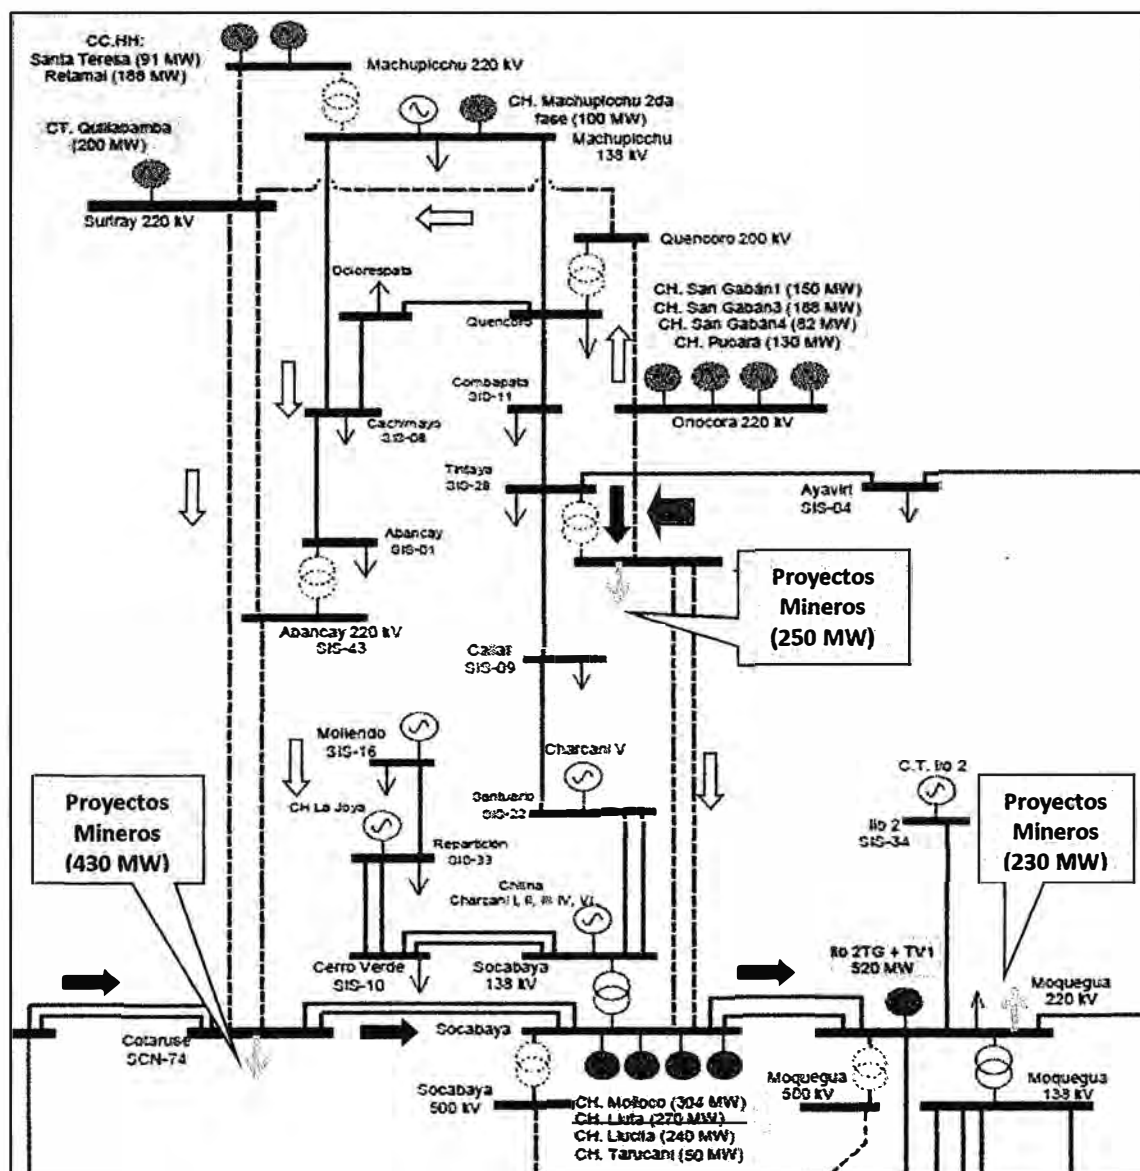 CC.HH:
Santa Teresa (91 MW)
Retamal (188 MW)
Machupicchu 220 kV
CH. Machupicchu 2da
fase (100 MW)
Machupicchu
138 kV
CT. Quillabamba
(200 MW)
Suriray 220 kV
Quencoro 200 kV
Dolorespata
Quencoro
CH. San Gabán1 (150 MW)
CH. San Gabán3 (188 MW)
CH. San Gabán4 (82 MW)
CH. Pucará (130 MW)
Onocora 220 kV
Combapata
SIS-11
Cachimayo
SIS-08
Tintaya
SIS-28
Ayaviri
SIS-04
Abancay
SIS-01
Proyectos
Mineros
(250 MW)
Abancay 220 kV
SIS-43
Callalli
SIS-09
Mollendo
SIS-16
Charcani V
C.T. Ilo 2
Proyectos
Mineros
(430 MW)
CH La Joya
Santuario
SIS-22
Ilo 2
SIS-34
Proyectos
Mineros
(230 MW)
Repartición
SIS-33
Chilina
Charcani I, II, III IV, VI
Cerro Verde
SIS-10
Socabaya
138 kV
Ilo 2TG + TV1
520 MW
Moquegua
220 kV
Cotaruse
SCN-74
Socabaya
Socabaya
500 kV
CH. Molloco (304 MW)
CH. Lluta (270 MW)
CH. Lluclla (240 MW)
CH. Tarucani (50 MW)
Moquegua
500 kV
Moquegua
138 kV